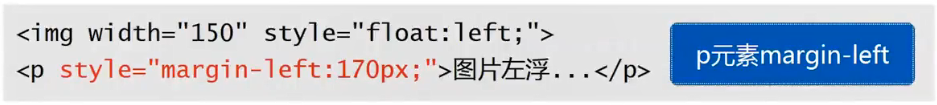 <img width="150" style="float:left;">
<p style="margin-left:170px;">图片左浮...</p>
p元素margin-left